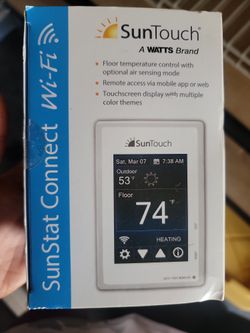 SunTouch®
A WATTS Brand
• Floor temperature control with
optional air sensing mode
• Remote access via mobile app or web
• Touchscreen display with multiple
color themes
SunStat Connect Wi-Fi
SunTouch
Sat, Mar 07 7:38 AM
Outdoor
53°F
Floor
74 °F
HEATING